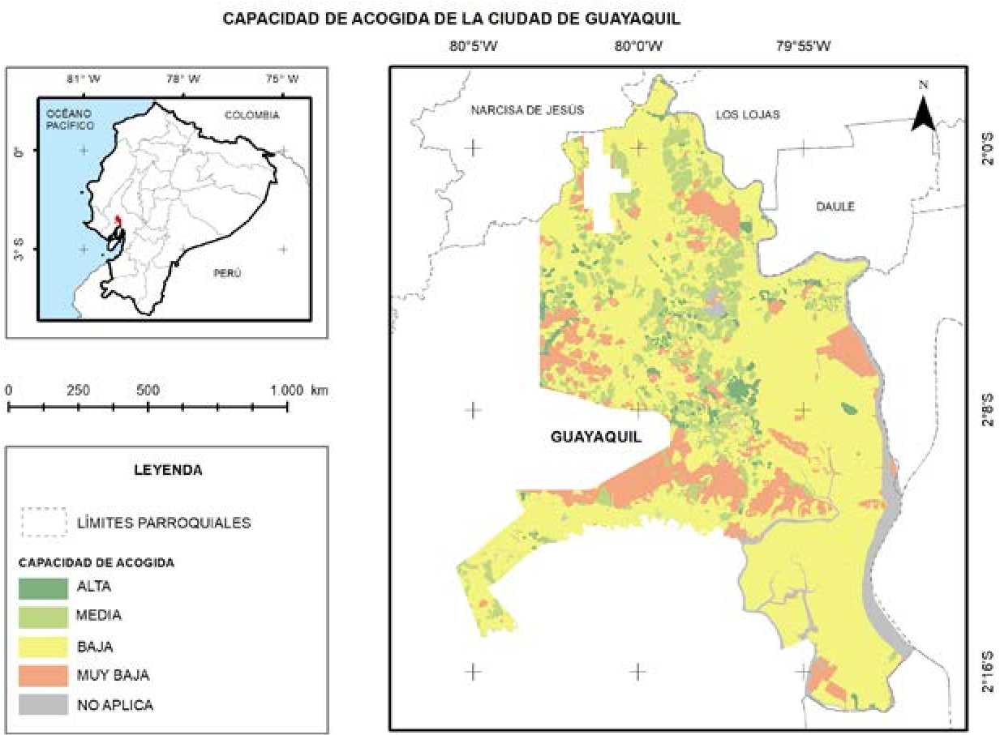 CAPACIDAD DE ACOGIDA DE LA CIUDAD DE GUAYAQUIL
81° W 78° W 75° W
OCÉANO
PACÍFICO
COLOMBIA
PERÚ
0°
3° S
0 250 500 1.000 km
LEYENDA
LÍMITES PARROQUIALES
CAPACIDAD DE ACOGIDA
ALTA
MEDIA
BAJA
MUY BAJA
NO APLICA
80°5'W 80°0'W 79°55'W
N
NARCISA DE JESÚS
LOS LOJAS
DAULE
GUAYAQUIL
2°0'S
2°8'S
2°16'S